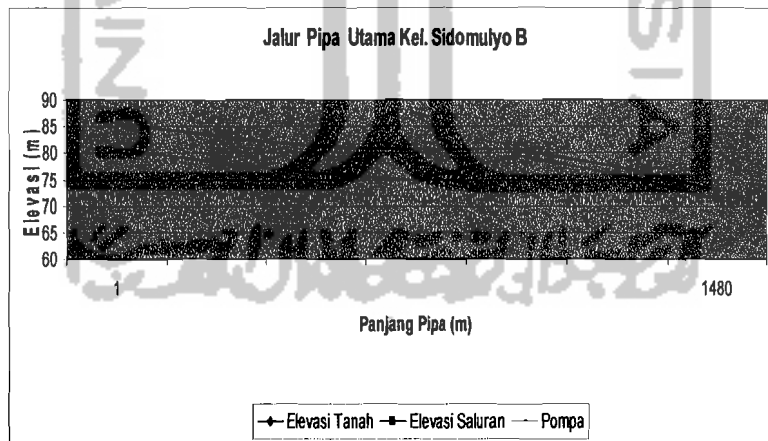 Jalur Pipa Utama Kel. Sidomulyo B
Elevasi (m)
90
85
80
75
70
65
60
1
1480
Panjang Pipa (m)
Elevasi Tanah
Elevasi Saluran
Pompa